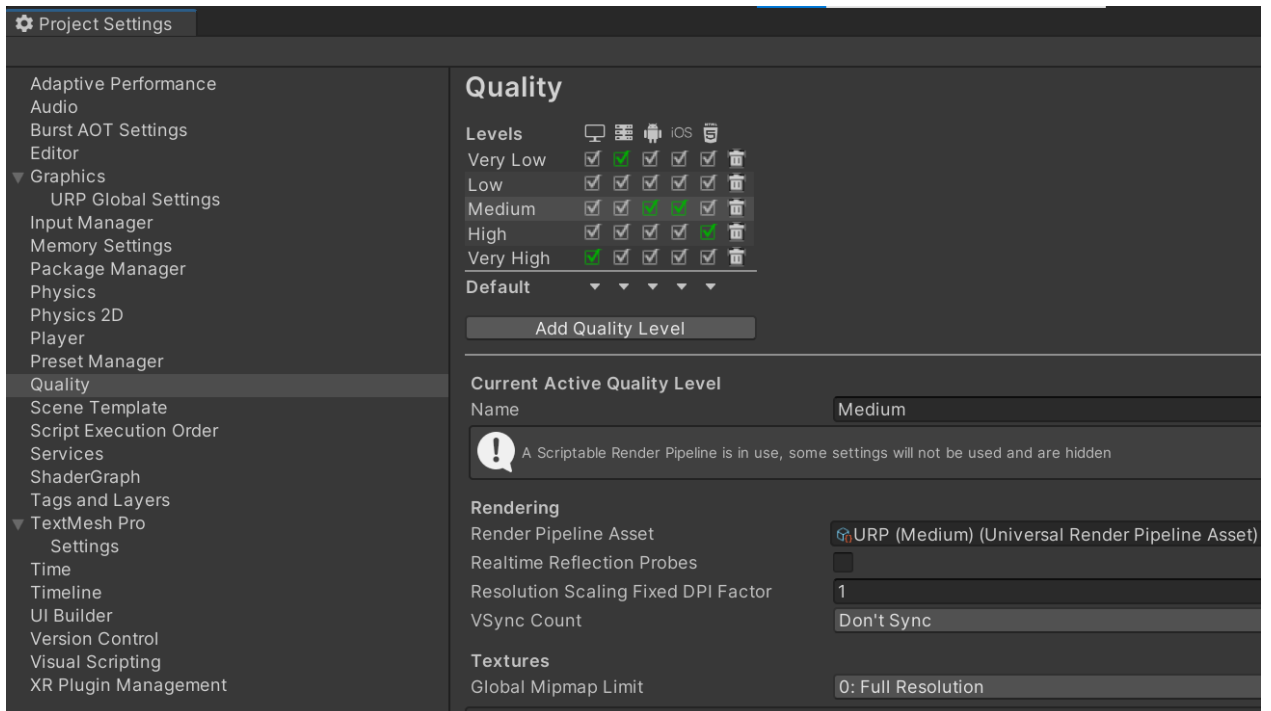 Project Settings
Adaptive Performance
Audio
Burst AOT Settings
Editor
Graphics
URP Global Settings
Input Manager
Memory Settings
Package Manager
Physics
Physics 2D
Player
Preset Manager
Quality
Scene Template
Script Execution Order
Services
ShaderGraph
Tags and Layers
TextMesh Pro
Settings
Time
Timeline
UI Builder
Version Control
Visual Scripting
XR Plugin Management
Quality
Levels iOS
Very Low
Low
Medium
High
Very High
Default
Add Quality Level
Current Active Quality Level
Name Medium
A Scriptable Render Pipeline is in use, some settings will not be used and are hidden
Rendering
Render Pipeline Asset URP (Medium) (Universal Render Pipeline Asset)
Realtime Reflection Probes
Resolution Scaling Fixed DPI Factor 1
VSync Count Don't Sync
Textures
Global Mipmap Limit 0: Full Resolution